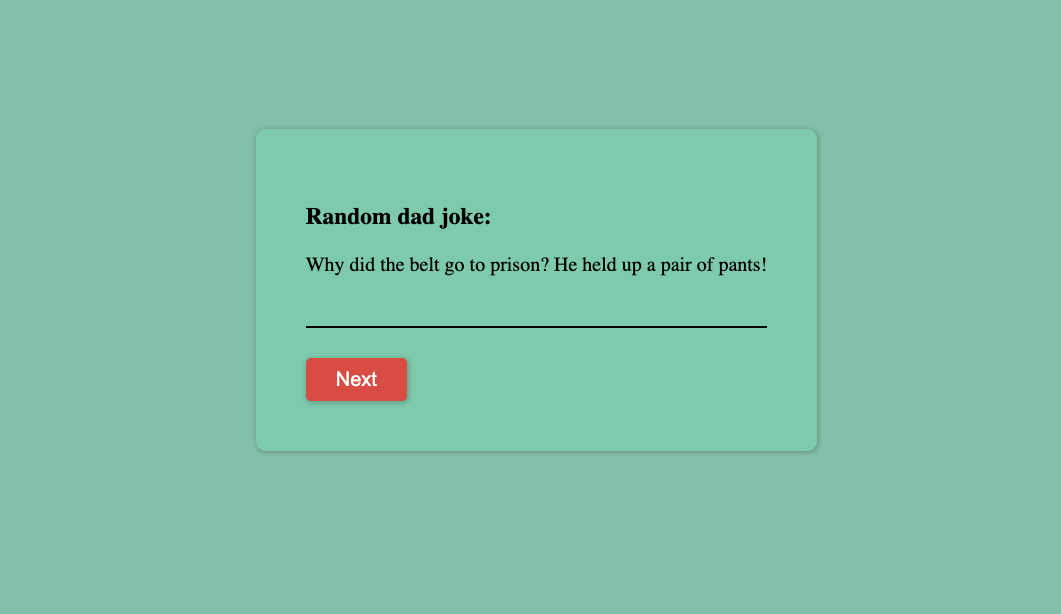 Random dad joke:
Why did the belt go to prison? He held up a pair of pants!
Next